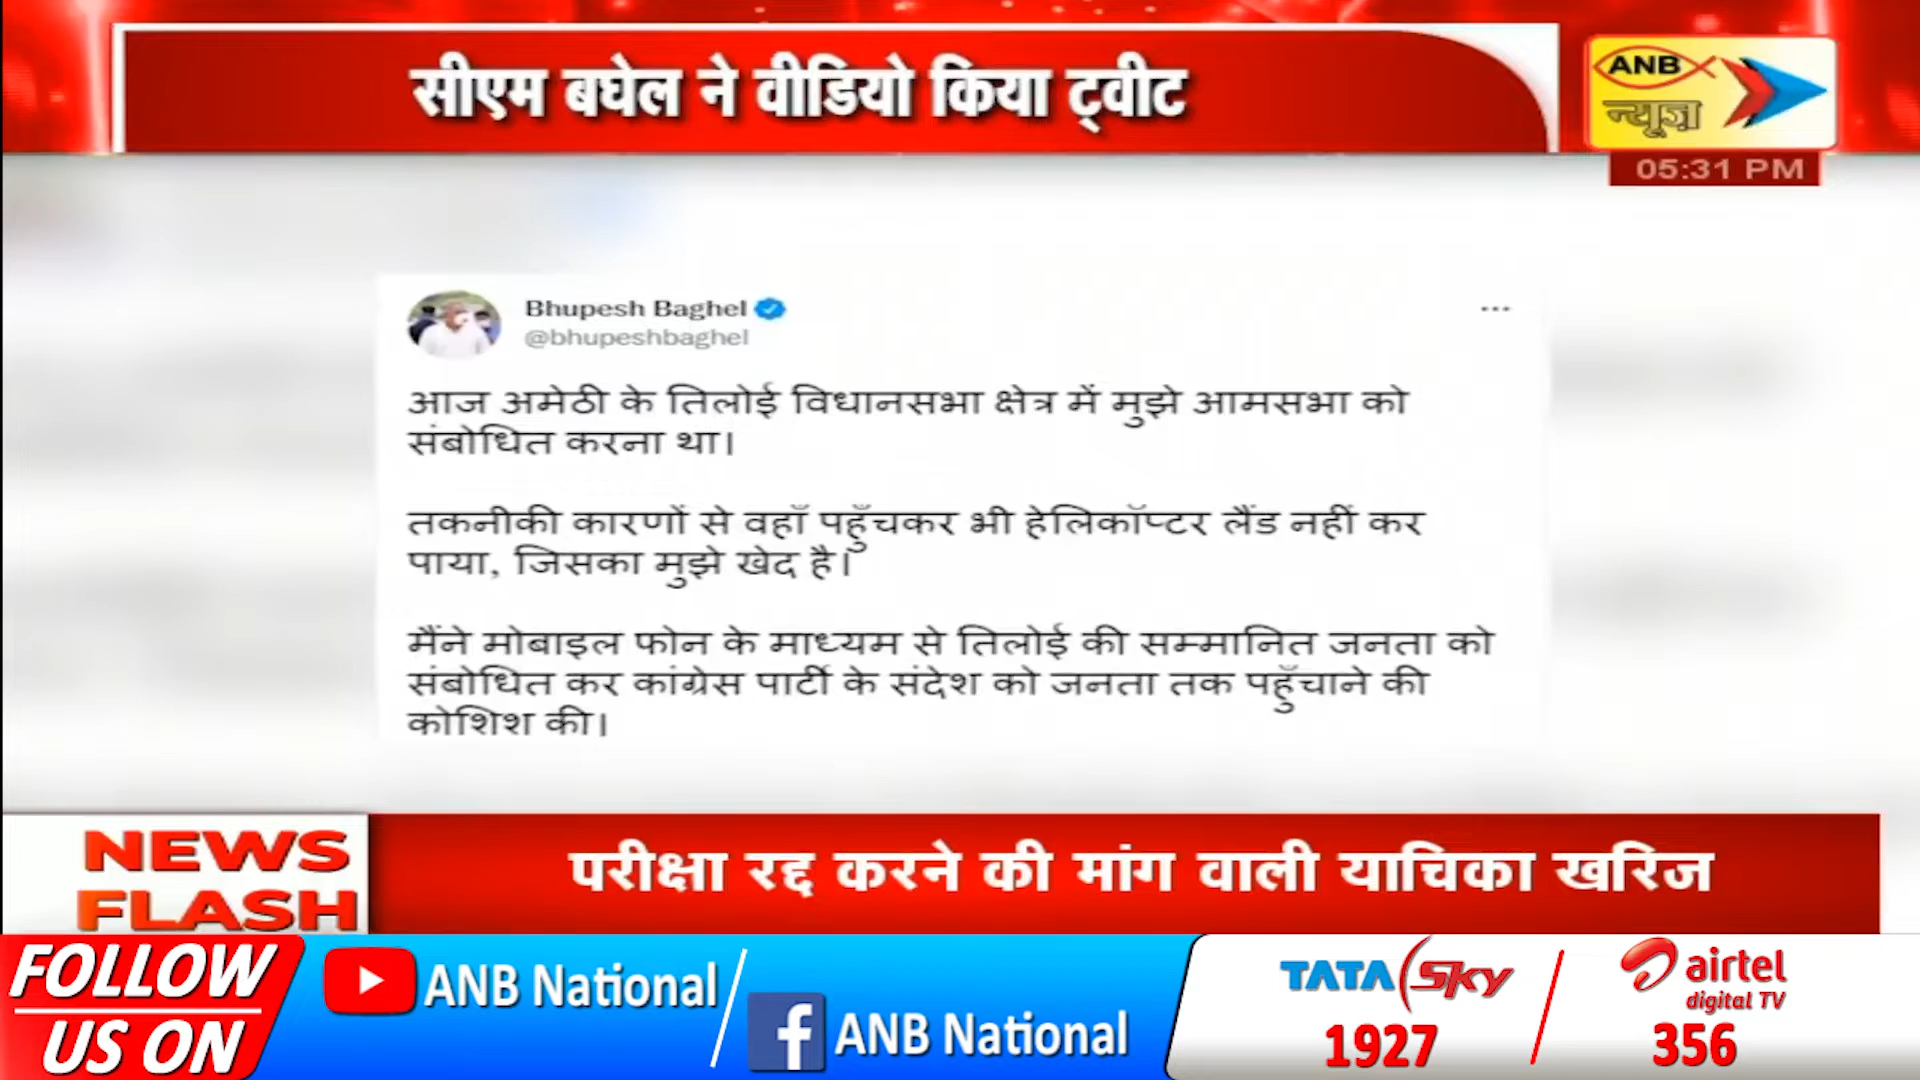 सीएम बघेल ने वीडियो किया ट्वीट
ANB
न्यूज़
05:31 PM
Bhupesh Baghel
@bhupeshbaghel
आज अमेठी के तिलोई विधानसभा क्षेत्र में मुझे आमसभा को
संबोधित करना था।
तकनीकी कारणों से वहाँ पहुँचकर भी हेलिकॉप्टर लैंड नहीं कर
पाया, जिसका मुझे खेद है।
मैंने मोबाइल फोन के माध्यम से तिलोई की सम्मानित जनता को
संबोधित कर कांग्रेस पार्टी के संदेश को जनता तक पहुँचाने की
कोशिश की।
NEWS
FLASH
परीक्षा रद्द करने की मांग वाली याचिका खरिज
FOLLOW
US ON
ANB National
ANB National
TATA Sky
1927
airtel
digital TV
356